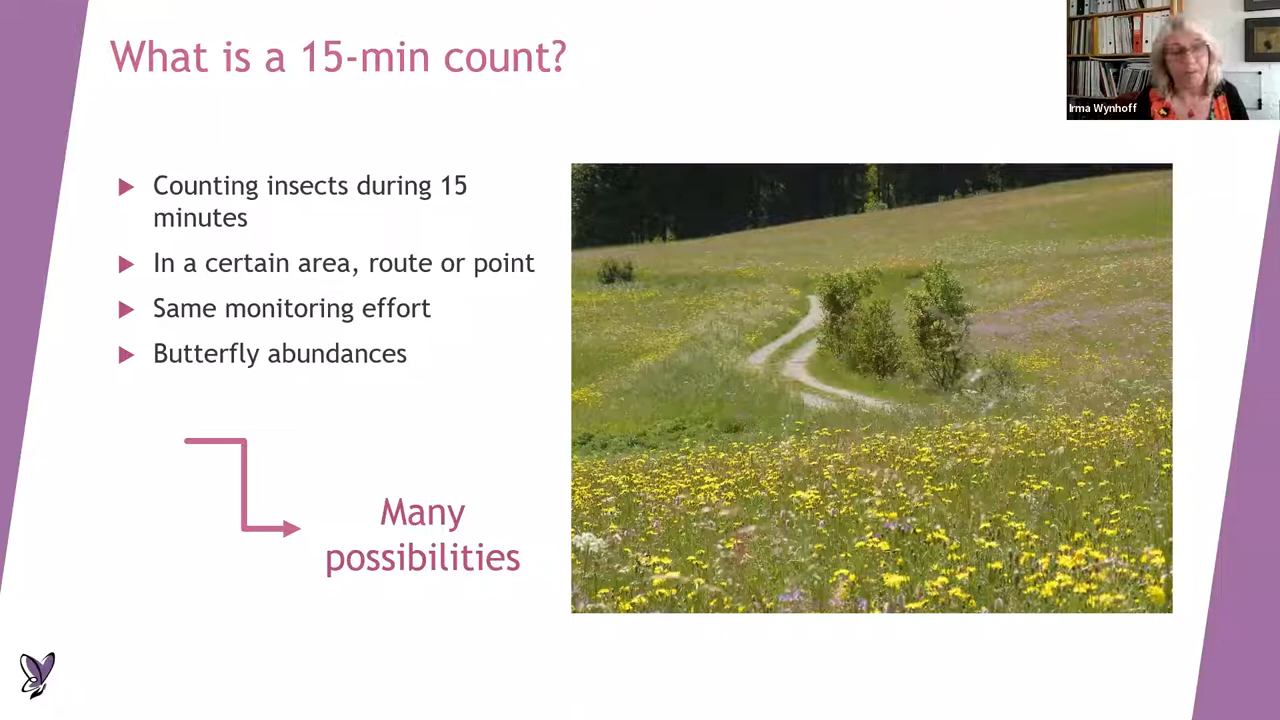 What is a 15-min count?
Irma Wynhoff
Counting insects during 15
minutes
In a certain area, route or point
Same monitoring effort
Butterfly abundances
Many
possibilities